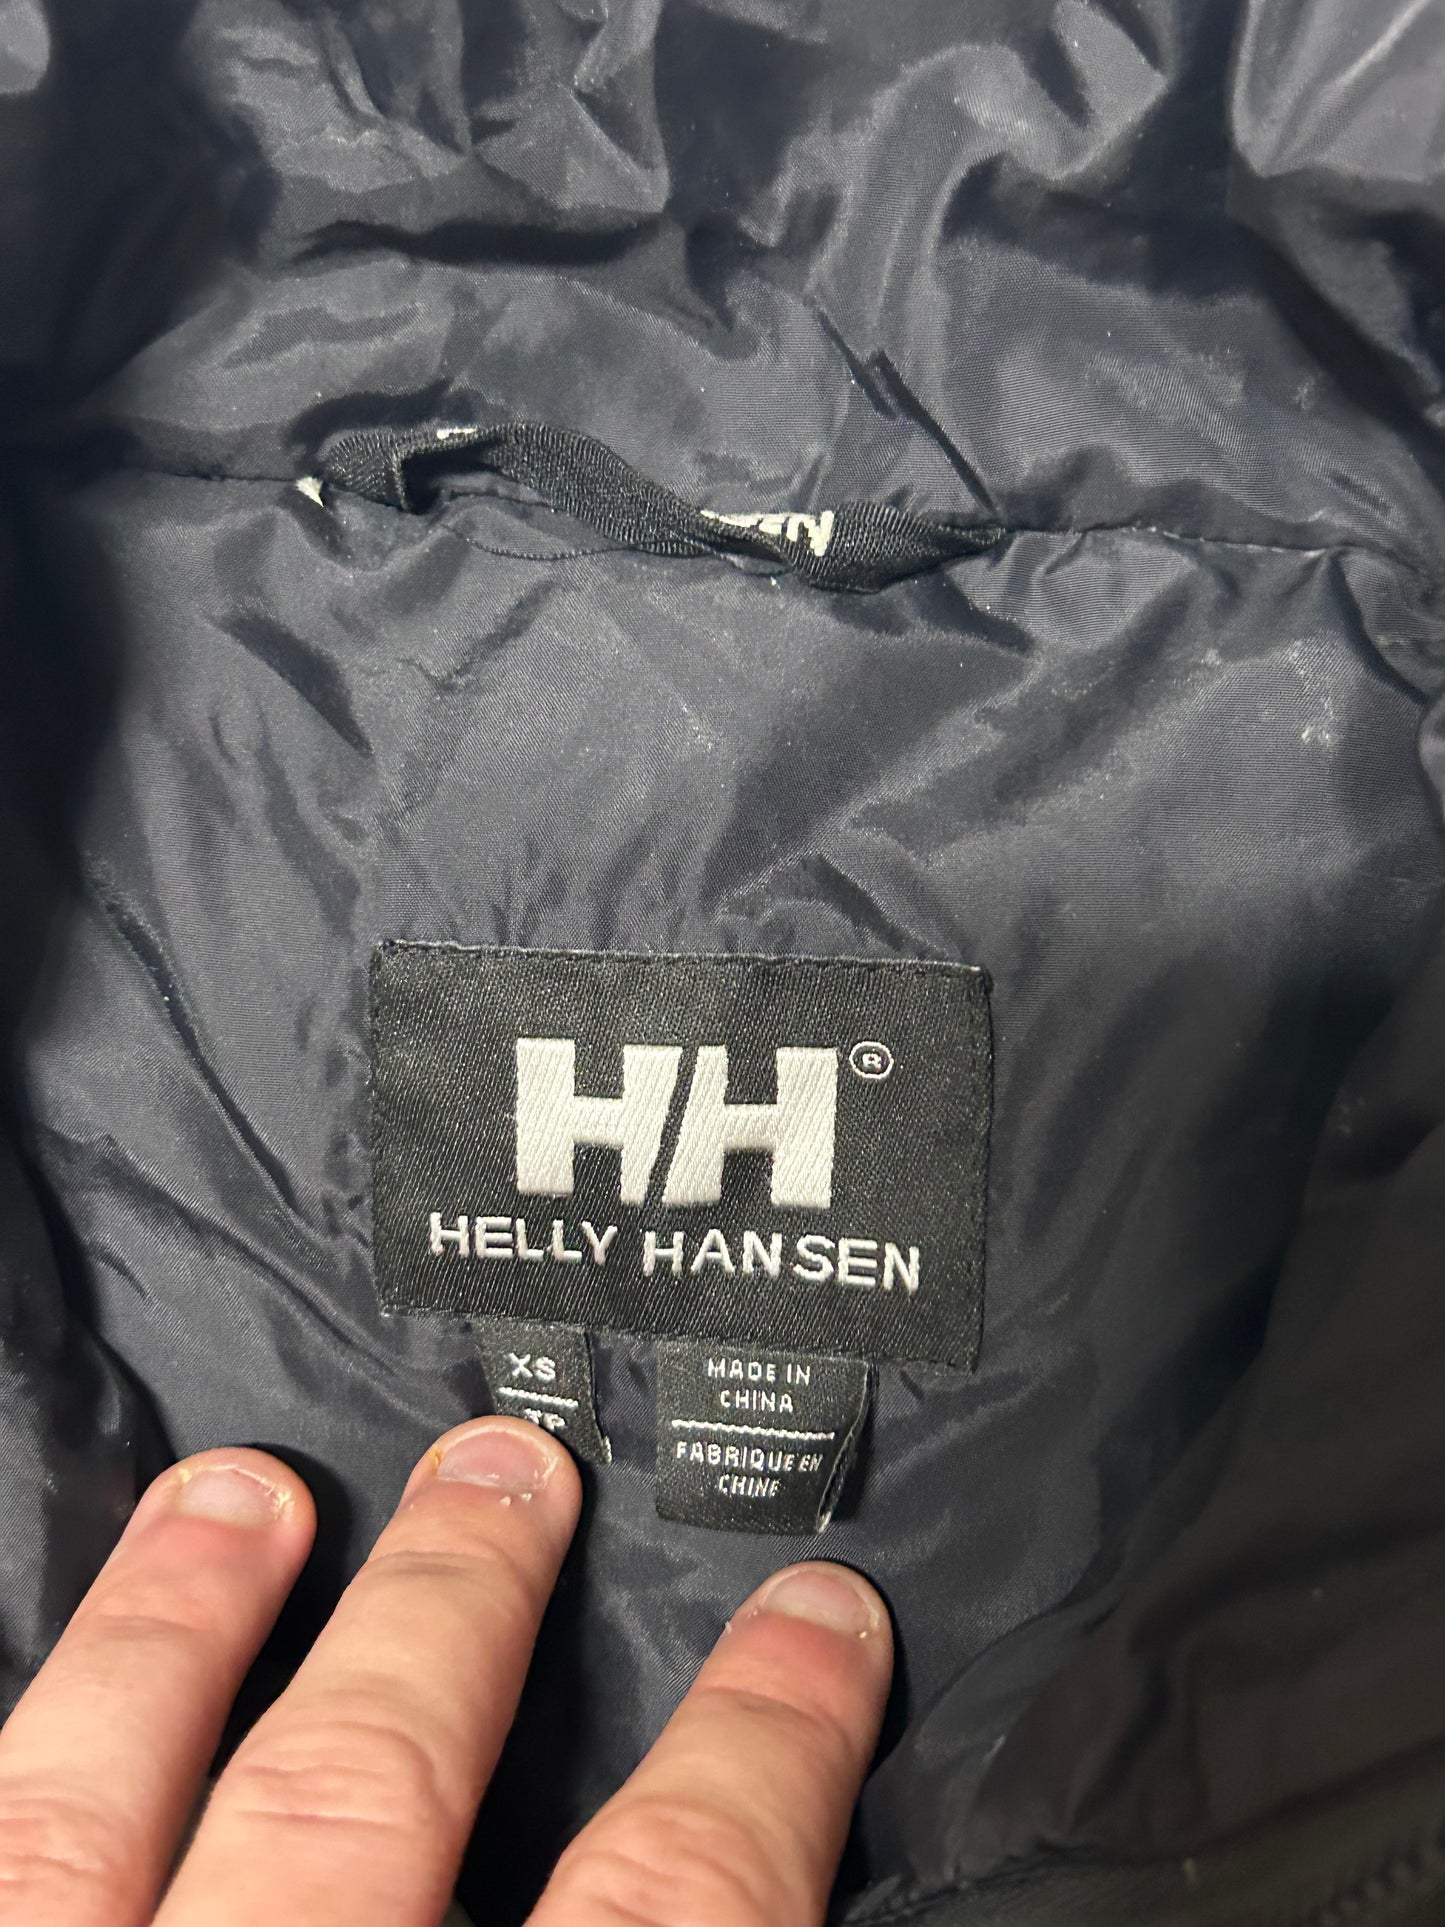 HH®
HELLY HANSEN
XS
MADE IN
CHINA
FABRIQUE EN
CHINE